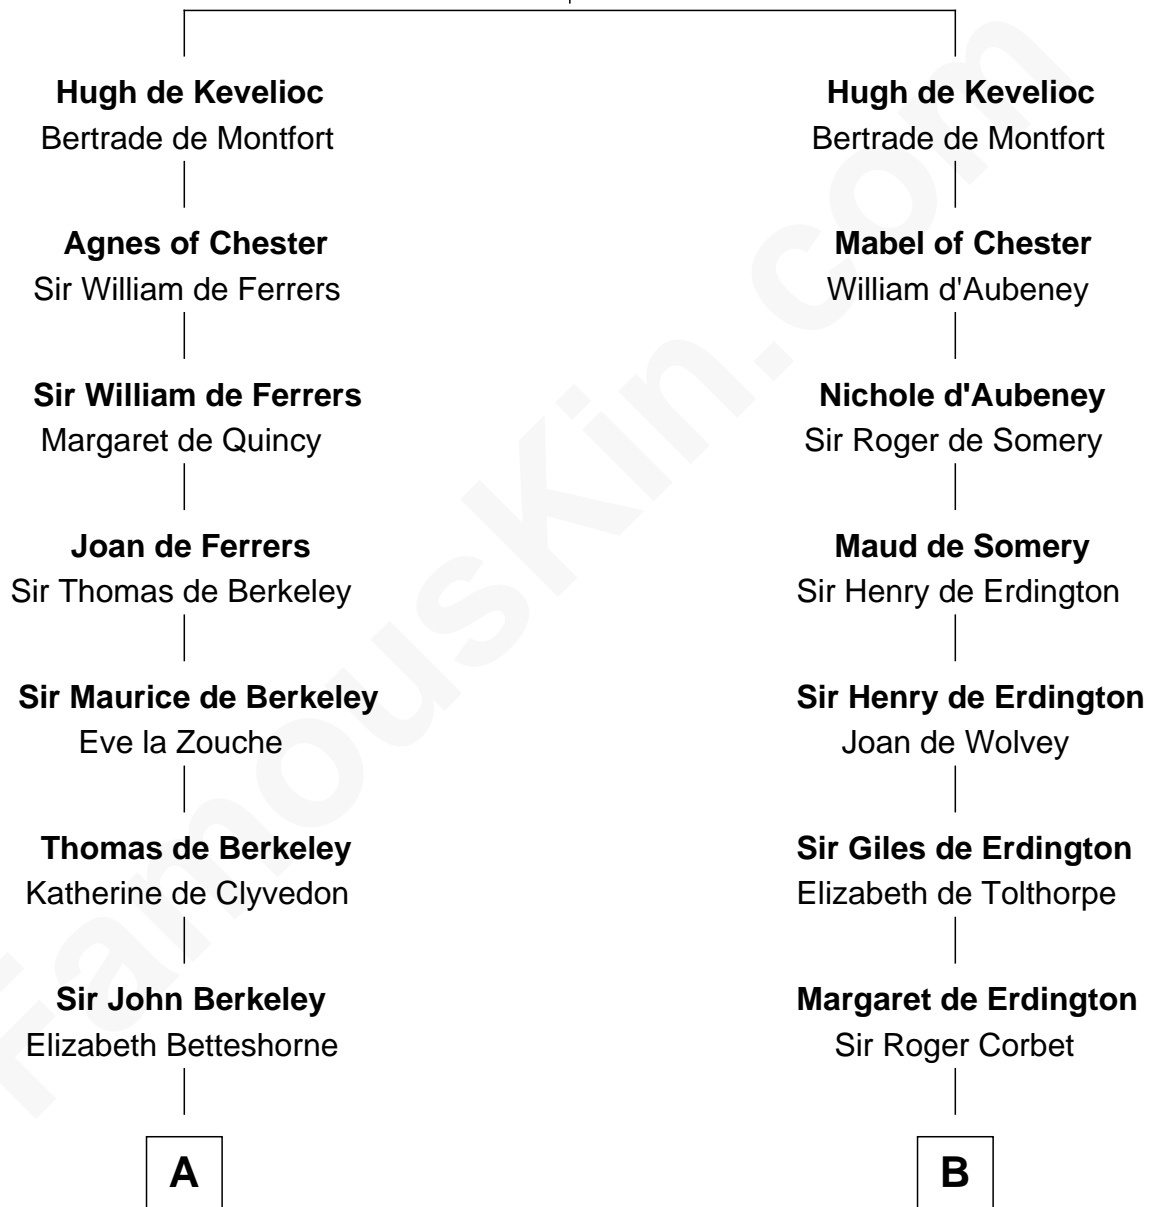 Hugh de Kevelioc
Bertrade de Montfort
Agnes of Chester
Sir William de Ferrers
Sir William de Ferrers
Margaret de Quincy
Joan de Ferrers
Sir Thomas de Berkeley
Sir Maurice de Berkeley
Eve la Zouche
Thomas de Berkeley
Katherine de Clyvedon
Sir John Berkeley
Elizabeth Betteshorne
A
Hugh de Kevelioc
Bertrade de Montfort
Mabel of Chester
William d'Aubeney
Nichole d'Aubeney
Sir Roger de Somery
Maud de Somery
Sir Henry de Erdington
Sir Henry de Erdington
Joan de Wolvey
Sir Giles de Erdington
Elizabeth de Tolthorpe
Margaret de Erdington
Sir Roger Corbet
B
FamousKin.com